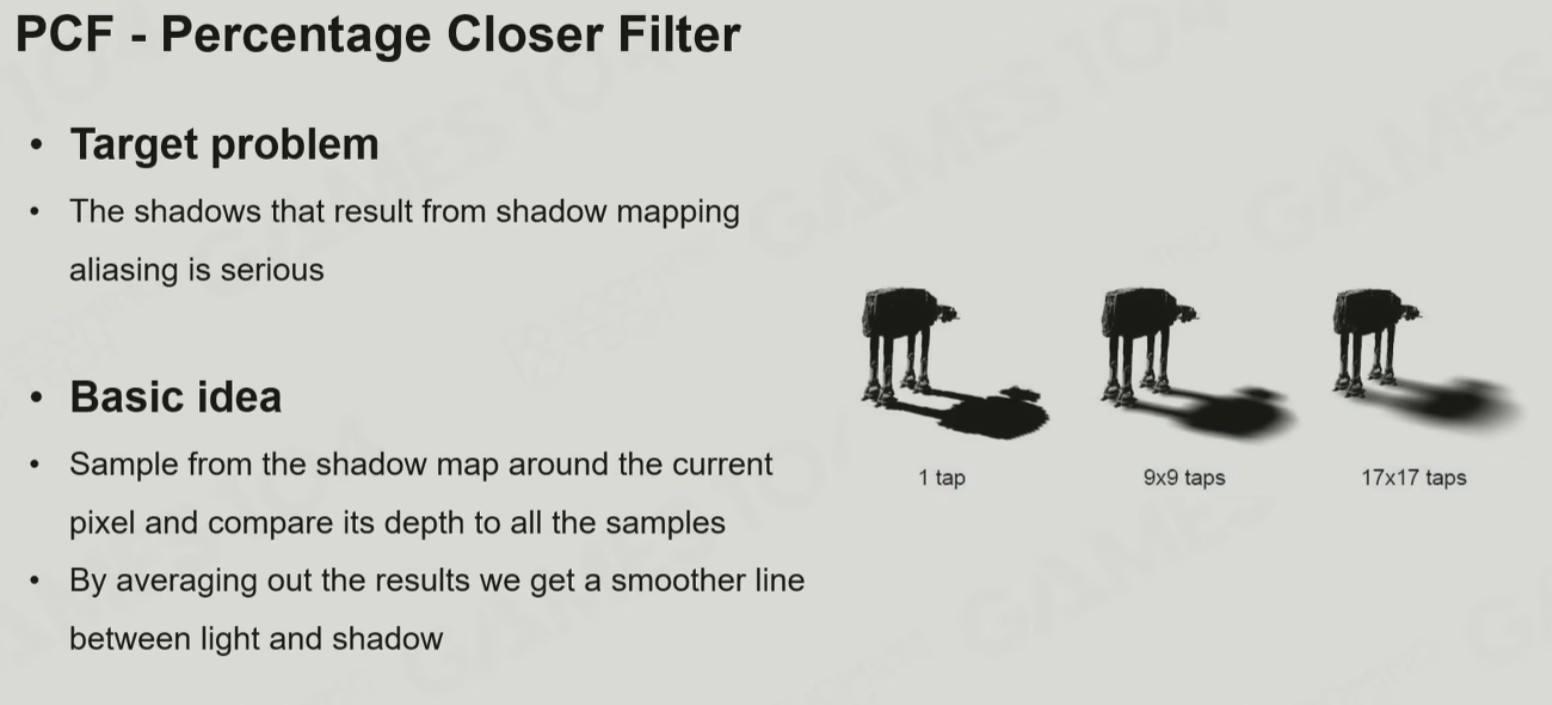 PCF - Percentage Closer Filter
• Target problem
• The shadows that result from shadow mapping
aliasing is serious
• Basic idea
• Sample from the shadow map around the current
pixel and compare its depth to all the samples
• By averaging out the results we get a smoother line
between light and shadow
1 tap
9x9 taps
17x17 taps
GAMES 104